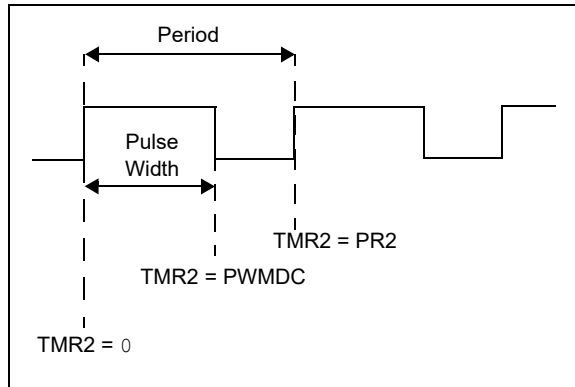 Period
Pulse
Width
TMR2 = PR2
TMR2 = PWMDC
TMR2 = 0